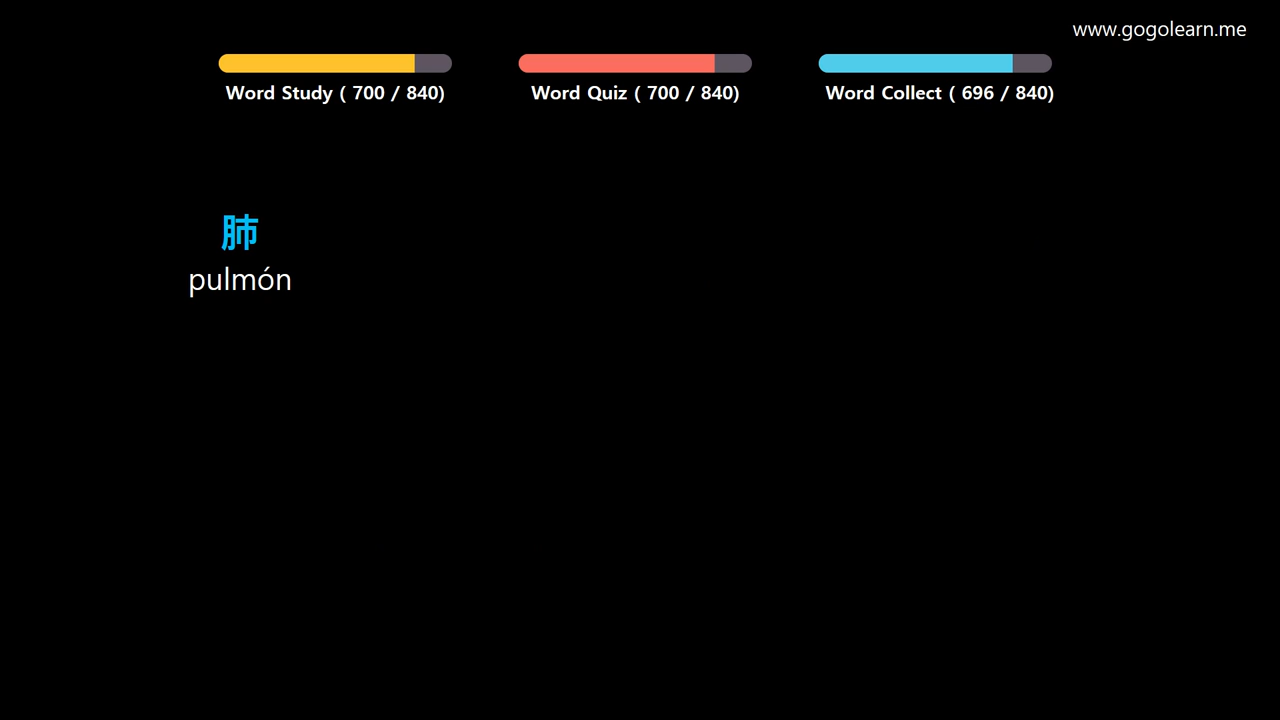 www.gogolearn.me
Word Study ( 700 / 840)
Word Quiz ( 700 / 840)
Word Collect ( 696 / 840)
肺
pulmón